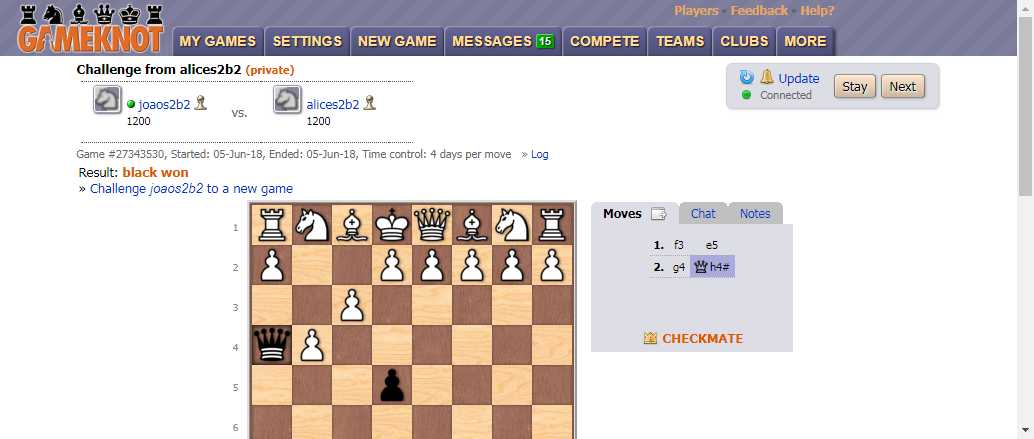 Players • Feedback • Help?
GAMEKNOT
MY GAMES SETTINGS NEW GAME MESSAGES 15 COMPETE TEAMS CLUBS MORE
Challenge from alices2b2 (private)
joaos2b2 vs. alices2b2
1200 1200
Update
Connected
Stay Next
Game #27343530, Started: 05-Jun-18, Ended: 05-Jun-18, Time control: 4 days per move » Log
Result: black won
» Challenge joaos2b2 to a new game
1
2
3
4
5
6
Moves Chat Notes
1. f3 e5
2. g4 h4#
CHECKMATE